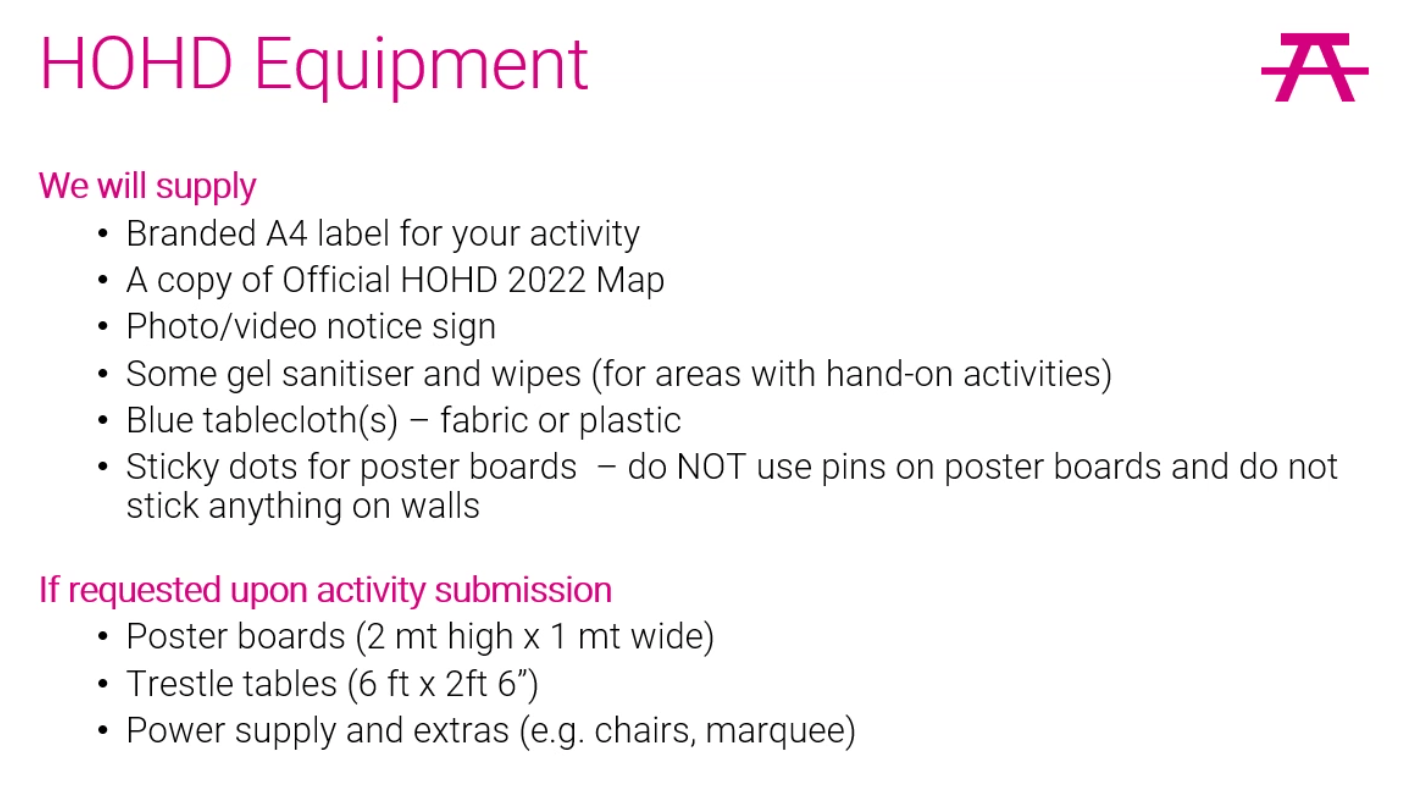 HOHD Equipment
We will supply
• Branded A4 label for your activity
• A copy of Official HOHD 2022 Map
• Photo/video notice sign
• Some gel sanitiser and wipes (for areas with hand-on activities)
• Blue tablecloth(s) – fabric or plastic
• Sticky dots for poster boards  – do NOT use pins on poster boards and do not
stick anything on walls
If requested upon activity submission
• Poster boards (2 mt high x 1 mt wide)
• Trestle tables (6 ft x 2ft 6”)
• Power supply and extras (e.g. chairs, marquee)